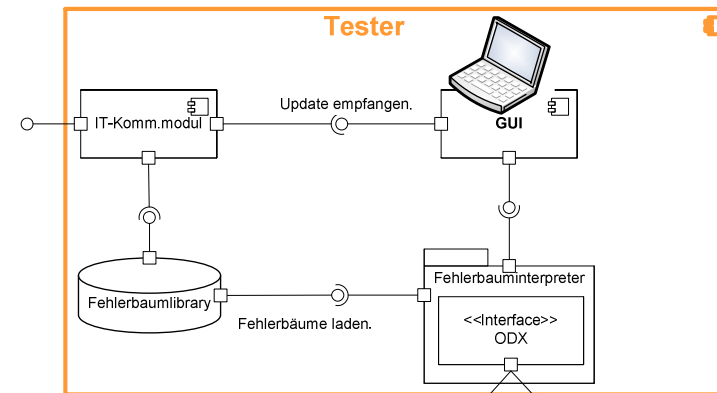 Tester
Update empfangen.
IT-Komm.modul
GUI
Fehlerbauminterpreter
Fehlerbaumlibrary
<<Interface>>
ODX
Fehlerbäume laden.